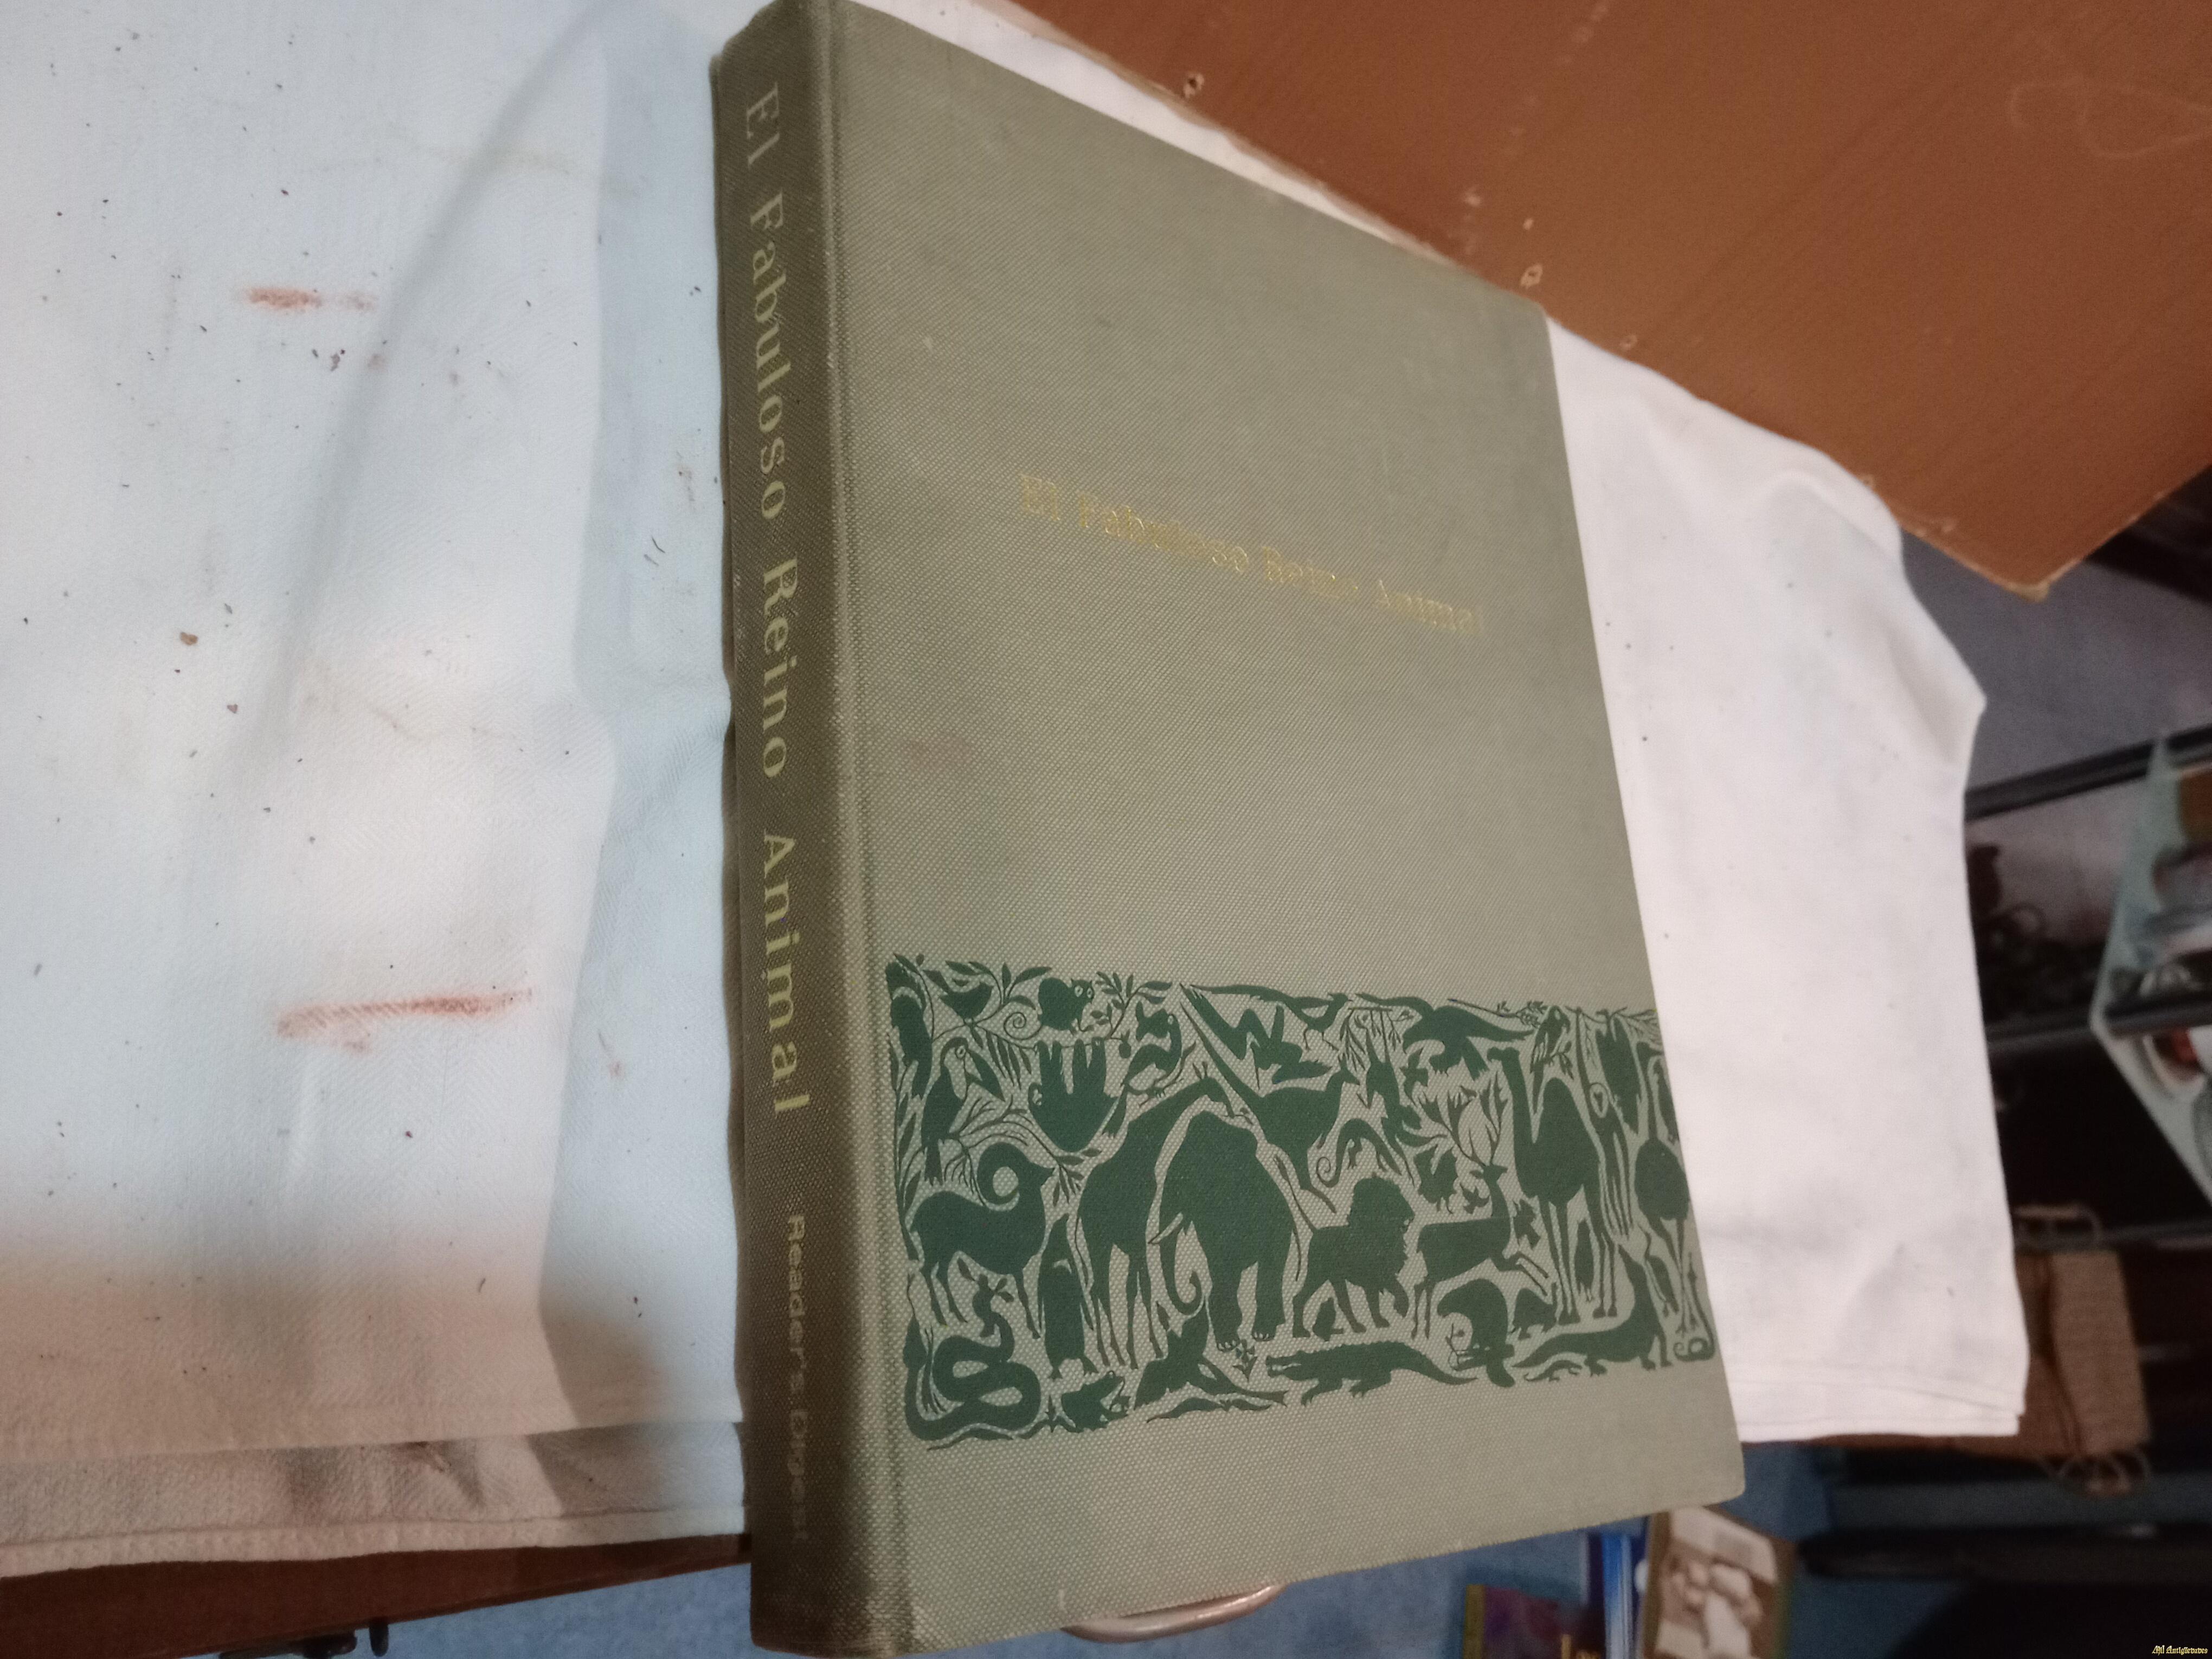 El Fabuloso Reino Animal
Reader's Digest
El Fabuloso Reino Animal